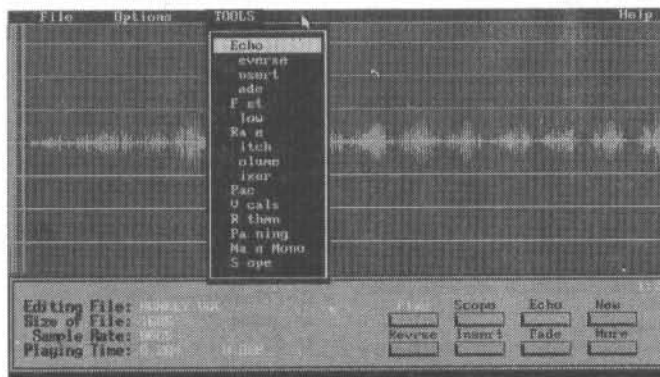 File Options TOOLS Help
Echo
everse
nsert
ade
F st
low
Ra e
itch
olume
ixer
Pac
V cals
R them
Pa ning
Ma e Mono
S ope
Editing File:
Size of File:
Sample Rate:
Playing Time:
Scope Echo New
Reverse Insert Fade More